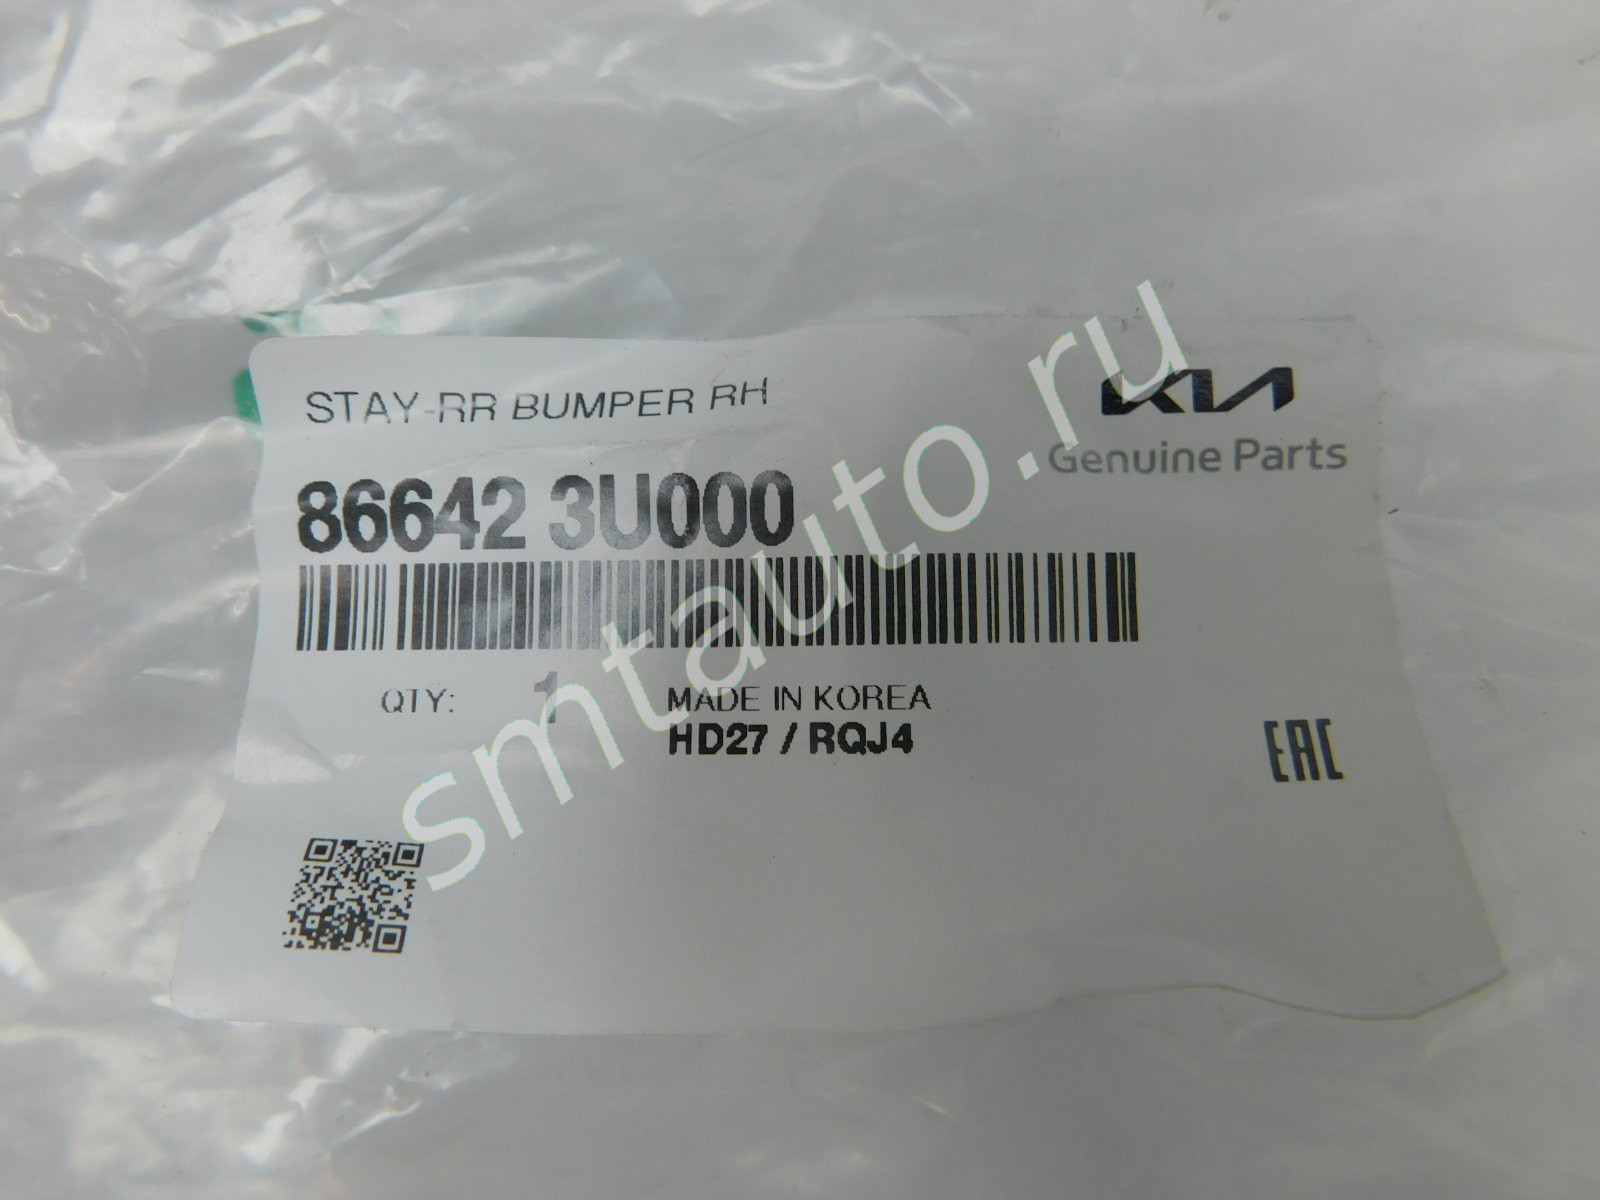 STAY-RR BUMPER RH
KIA
Genuine Parts
86642 3U000
QTY: 1 MADE IN KOREA
HD27 / RQJ4
EAC
smtauto.ru